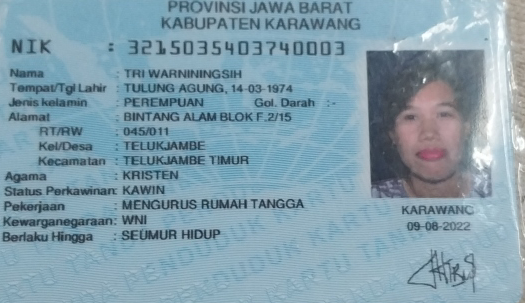 PROVINSI JAWA BARAT
KABUPATEN KARAWANG
NIK : 3215035403740003
Nama : TRI WARNININGSIH
Tempat/Tgl Lahir : TULUNG AGUNG, 14-03-1974
Jenis kelamin : PEREMPUAN Gol. Darah :-
Alamat : BINTANG ALAM BLOK F.2/15
RT/RW : 045/011
Kel/Desa : TELUKJAMBE
Kecamatan : TELUKJAMBE TIMUR
Agama : KRISTEN
Status Perkawinan: KAWIN
Pekerjaan : MENGURUS RUMAH TANGGA
Kewarganegaraan: WNI
Berlaku Hingga : SEUMUR HIDUP
KARAWANG
09-08-2022